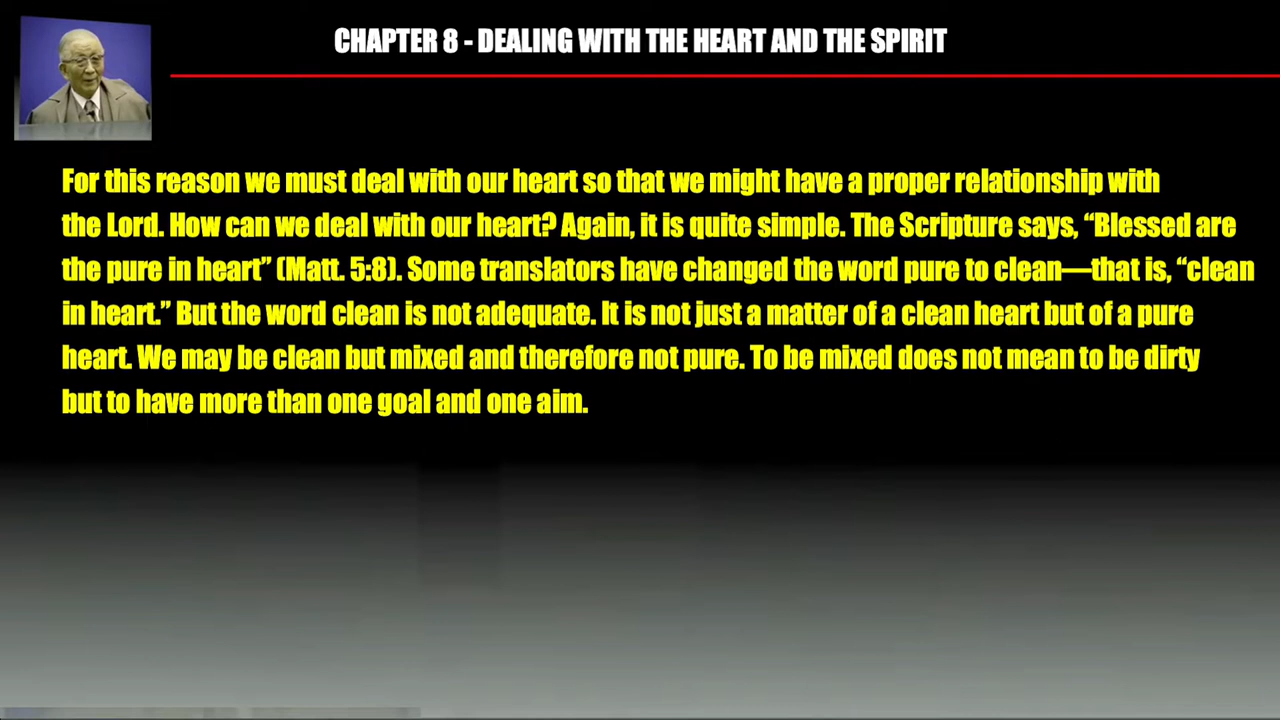 CHAPTER 8 - DEALING WITH THE HEART AND THE SPIRIT
For this reason we must deal with our heart so that we might have a proper relationship with
the Lord. How can we deal with our heart? Again, it is quite simple. The Scripture says, “Blessed are
the pure in heart” (Matt. 5:8). Some translators have changed the word pure to clean—that is, “clean
in heart.” But the word clean is not adequate. It is not just a matter of a clean heart but of a pure
heart. We may be clean but mixed and therefore not pure. To be mixed does not mean to be dirty
but to have more than one goal and one aim.